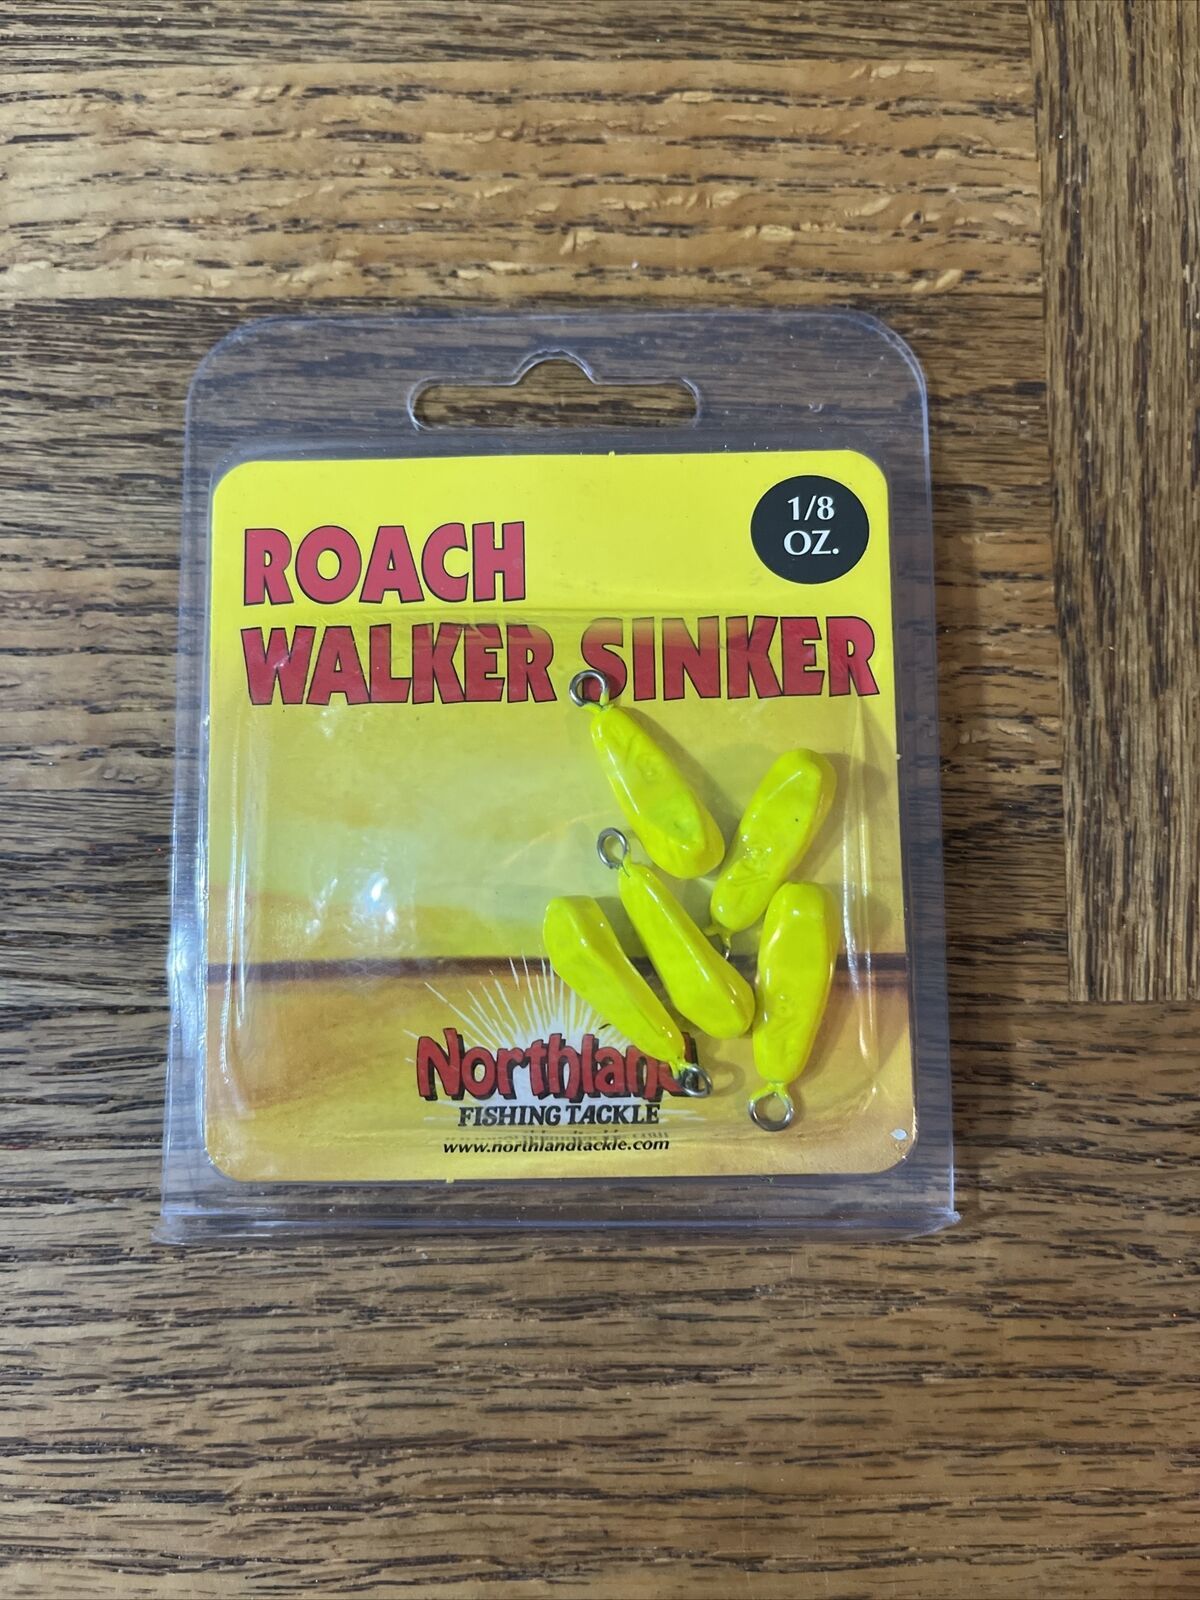 1/8
OZ.
ROACH
WALKER SINKER
Northland
FISHING TACKLE
www.northlandtackle.com